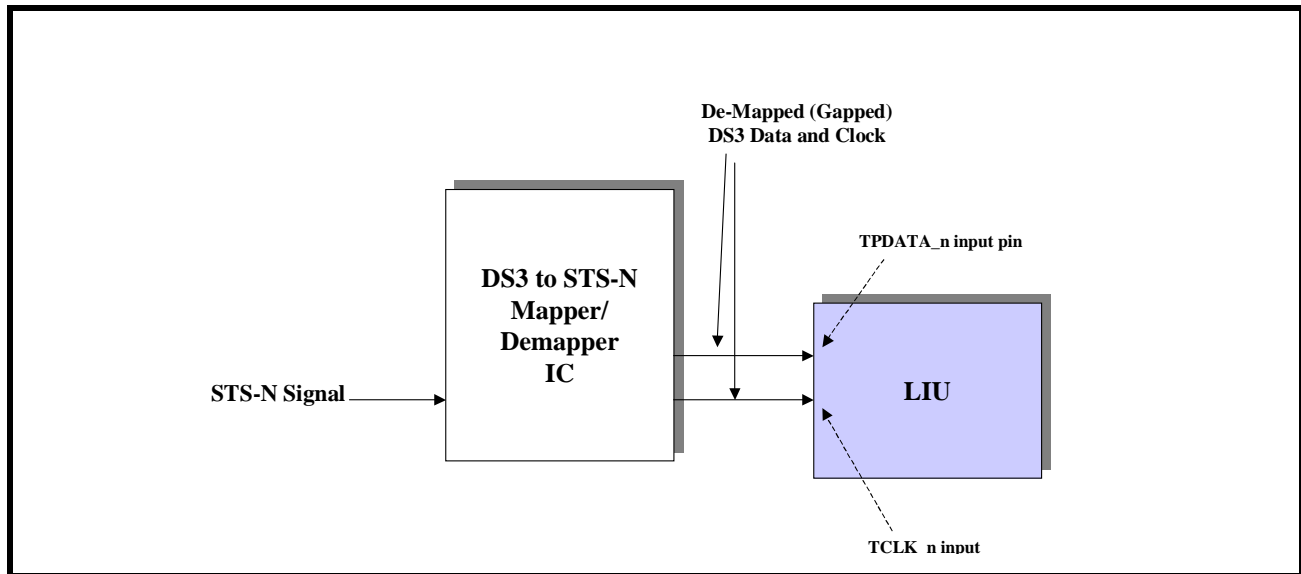 De-Mapped (Gapped)
DS3 Data and Clock
TPDATA_n input pin
DS3 to STS-N
Mapper/
Demapper
IC
STS-N Signal
LIU
TCLK_n input